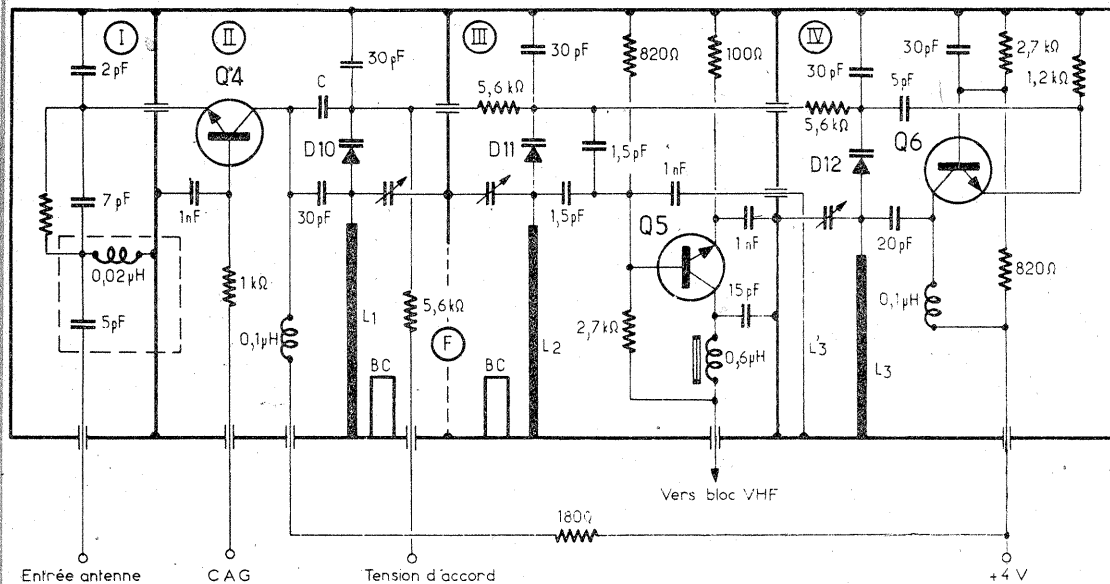 I
II
III
IV
2pF
Q4
C
30pF
5,6kΩ
30pF
820Ω
100Ω
30pF
5pF
30pF
2,7kΩ
1,2kΩ
D10
D11
1,5pF
5,6kΩ
D12
Q6
7pF
1nF
30pF
1,5pF
1nF
Q5
1nF
20pF
0,02µH
1kΩ
5,6kΩ
15pF
820Ω
5pF
0,1µH
L1
F
L2
2,7kΩ
0,6µH
L'3
L3
0,1µH
BC
BC
Vers bloc VHF
180Ω
Entrée antenne
CAG
Tension d'accord
+4V